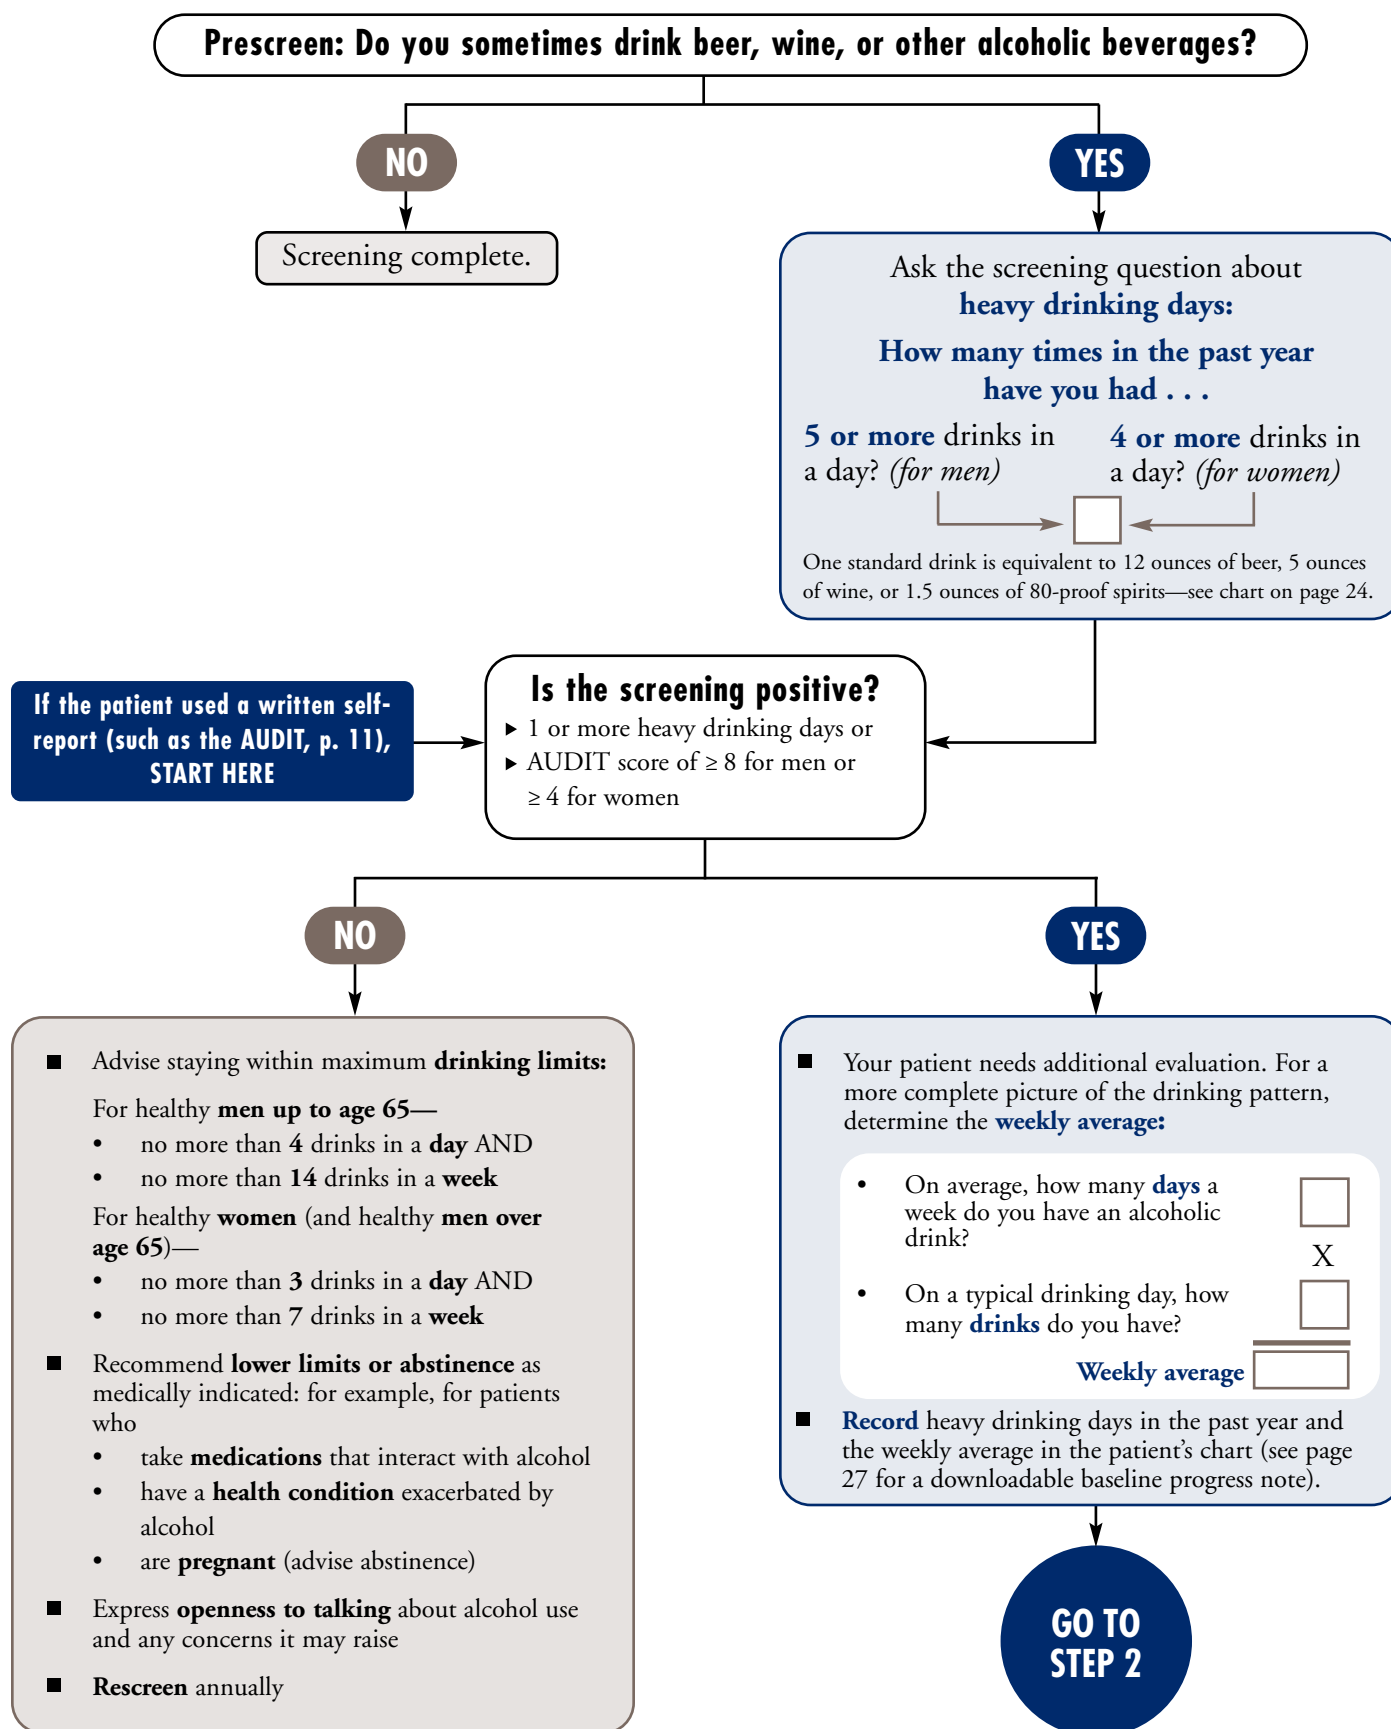 Prescreen: Do you sometimes drink beer, wine, or other alcoholic beverages?
NO
YES
Screening complete.
Ask the screening question about
heavy drinking days:
How many times in the past year
have you had . . .
5 or more drinks in
a day? (for men)
4 or more drinks in
a day? (for women)
One standard drink is equivalent to 12 ounces of beer, 5 ounces
of wine, or 1.5 ounces of 80-proof spirits—see chart on page 24.
If the patient used a written self-
report (such as the AUDIT, p. 11),
START HERE
Is the screening positive?
▸ 1 or more heavy drinking days or
▸ AUDIT score of ≥ 8 for men or
≥ 4 for women
NO
YES
■ Advise staying within maximum drinking limits:
For healthy men up to age 65—
• no more than 4 drinks in a day AND
• no more than 14 drinks in a week
For healthy women (and healthy men over
age 65)—
• no more than 3 drinks in a day AND
• no more than 7 drinks in a week
■ Recommend lower limits or abstinence as
medically indicated: for example, for patients
who
• take medications that interact with alcohol
• have a health condition exacerbated by
alcohol
• are pregnant (advise abstinence)
■ Express openness to talking about alcohol use
and any concerns it may raise
■ Rescreen annually
■ Your patient needs additional evaluation. For a
more complete picture of the drinking pattern,
determine the weekly average:
• On average, how many days a
week do you have an alcoholic
drink?
X
• On a typical drinking day, how
many drinks do you have?
Weekly average
■ Record heavy drinking days in the past year and
the weekly average in the patient’s chart (see page
27 for a downloadable baseline progress note).
GO TO
STEP 2